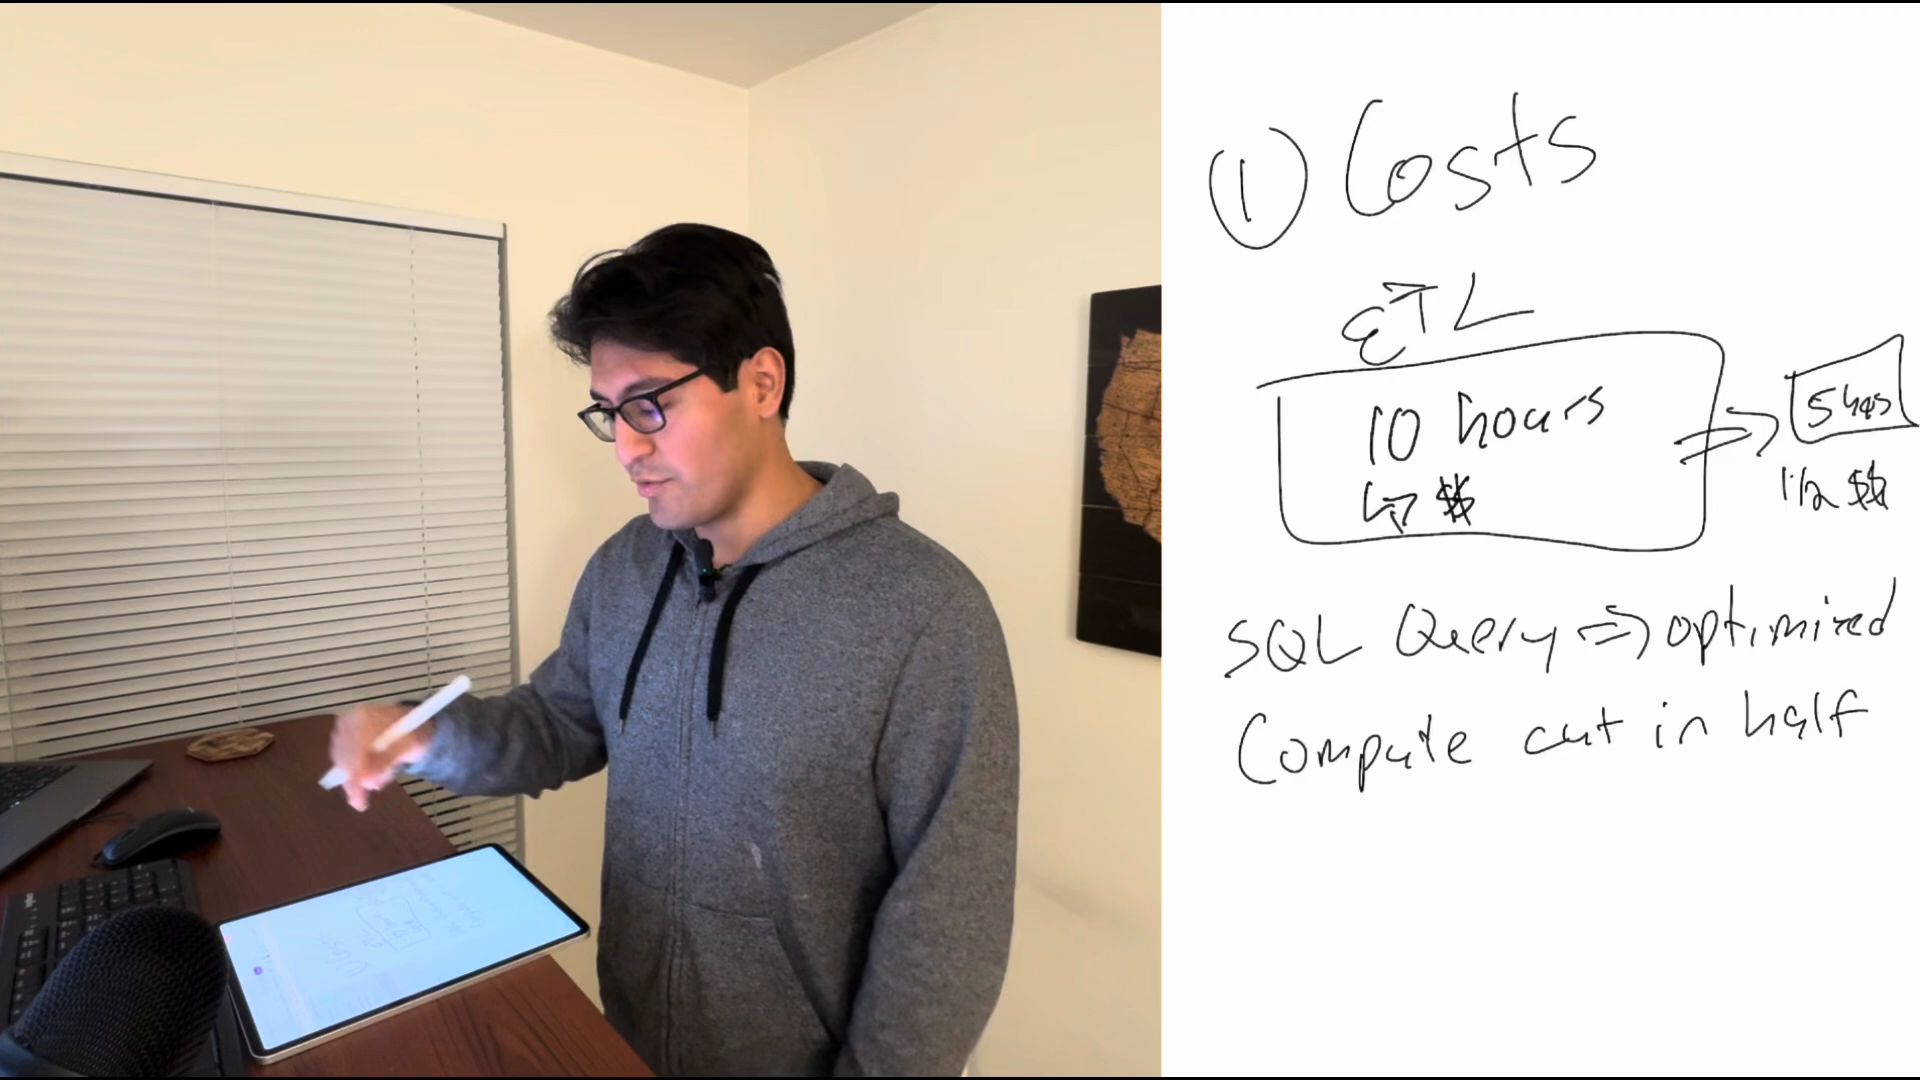 ① Costs
ETL
10 hours
↳ $
⇒
5 hrs
1/2 $$
SQL Query ⇒ optimized
Compute cut in half